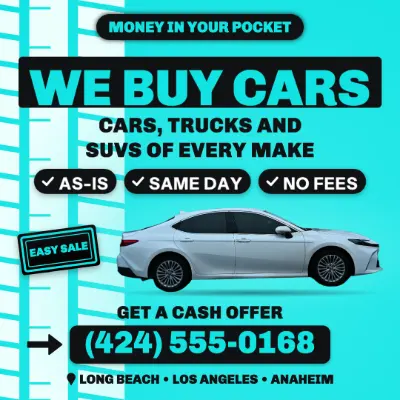 MONEY IN YOUR POCKET
WE BUY CARS
CARS, TRUCKS AND
SUVS OF EVERY MAKE
AS-IS
SAME DAY
NO FEES
EASY SALE
GET A CASH OFFER
(424) 555-0168
LONG BEACH • LOS ANGELES • ANAHEIM